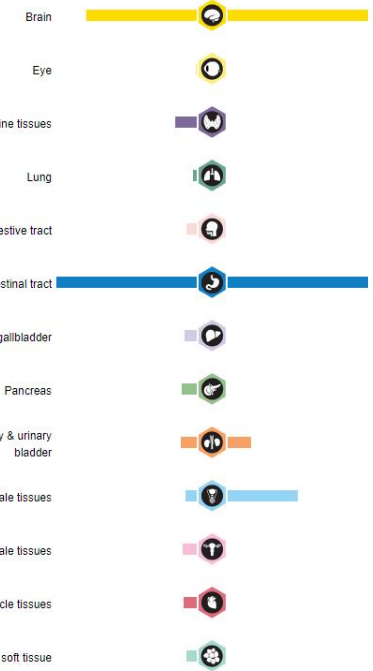 Brain
Eye
ine tissues
Lung
estive tract
stinal tract
gallbladder
Pancreas
y & urinary
bladder
ale tissues
ale tissues
cle tissues
soft tissue